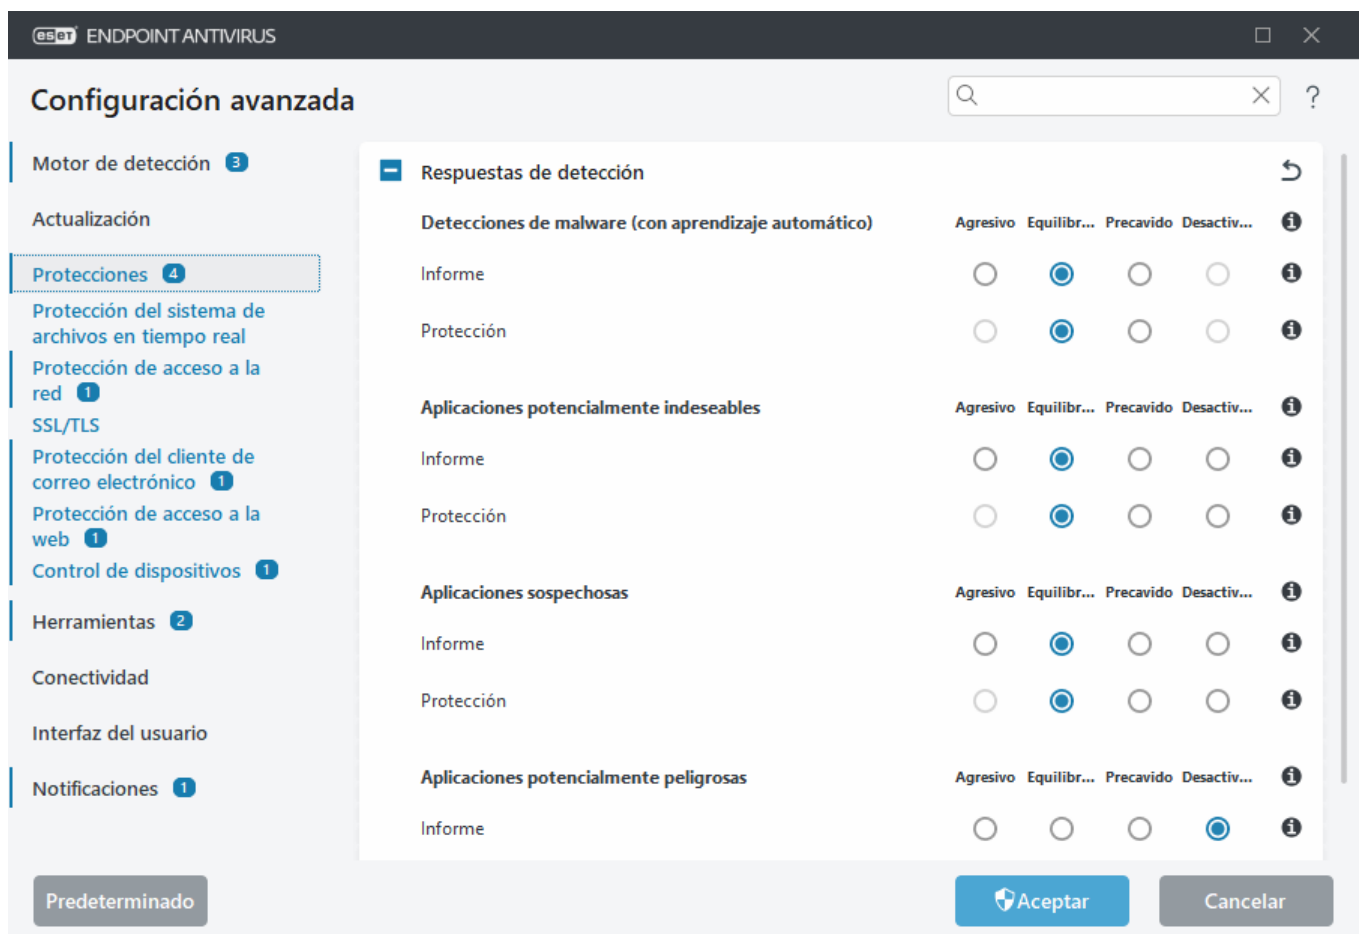 eset ENDPOINT ANTIVIRUS
Configuración avanzada
?
Motor de detección 3
Actualización
Protecciones 4
Protección del sistema de
archivos en tiempo real
Protección de acceso a la
red 1
SSL/TLS
Protección del cliente de
correo electrónico 1
Protección de acceso a la
web 1
Control de dispositivos 1
Herramientas 2
Conectividad
Interfaz del usuario
Notificaciones 1
Respuestas de detección
Detecciones de malware (con aprendizaje automático) Agresivo Equilibr... Precavido Desactiv...
Informe
Protección
Aplicaciones potencialmente indeseables Agresivo Equilibr... Precavido Desactiv...
Informe
Protección
Aplicaciones sospechosas Agresivo Equilibr... Precavido Desactiv...
Informe
Protección
Aplicaciones potencialmente peligrosas Agresivo Equilibr... Precavido Desactiv...
Informe
Predeterminado
Aceptar
Cancelar